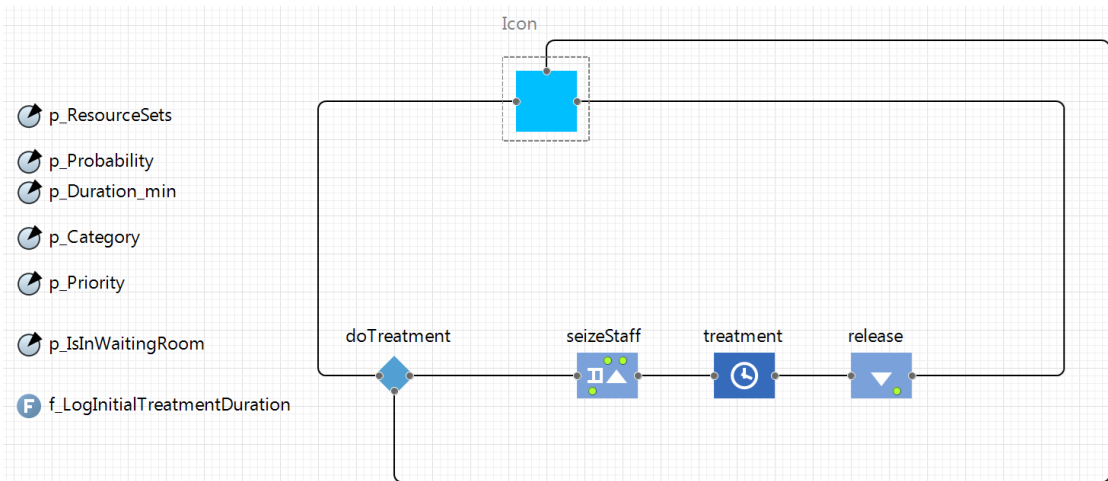 Icon
p_ResourceSets
p_Probability
p_Duration_min
p_Category
p_Priority
p_IsInWaitingRoom
doTreatment
seizeStaff
treatment
release
F f_LogInitialTreatmentDuration